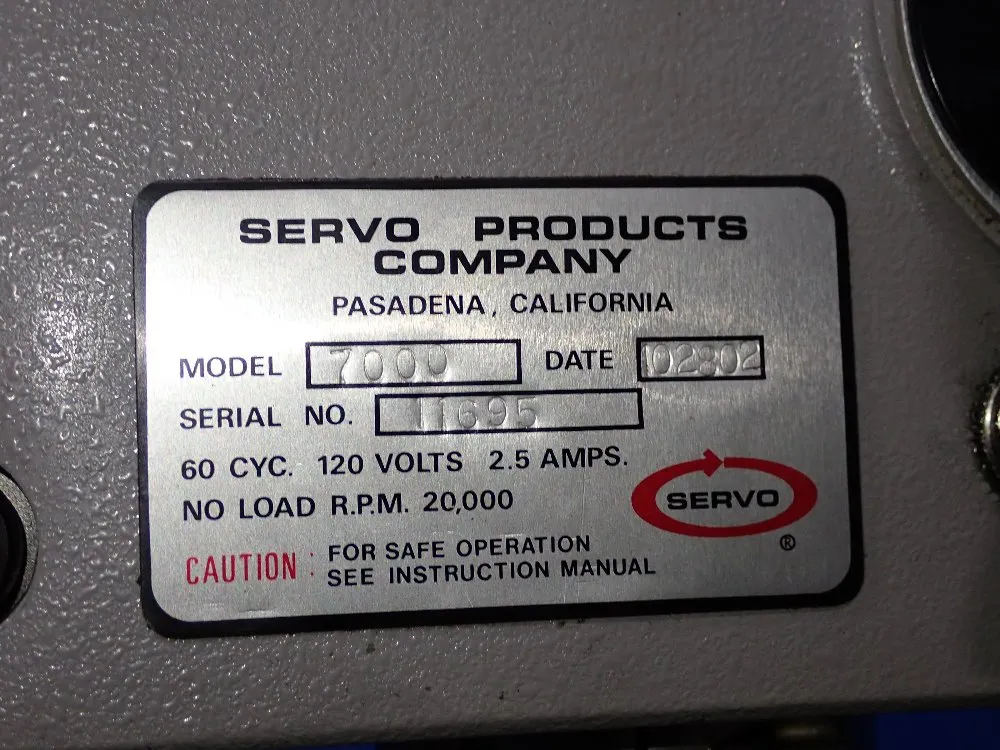 SERVO PRODUCTS
COMPANY
PASADENA, CALIFORNIA
MODEL 7000 DATE 102802
SERIAL NO. 11695
60 CYC. 120 VOLTS 2.5 AMPS.
NO LOAD R.P.M. 20,000
SERVO
®
CAUTION: FOR SAFE OPERATION
SEE INSTRUCTION MANUAL